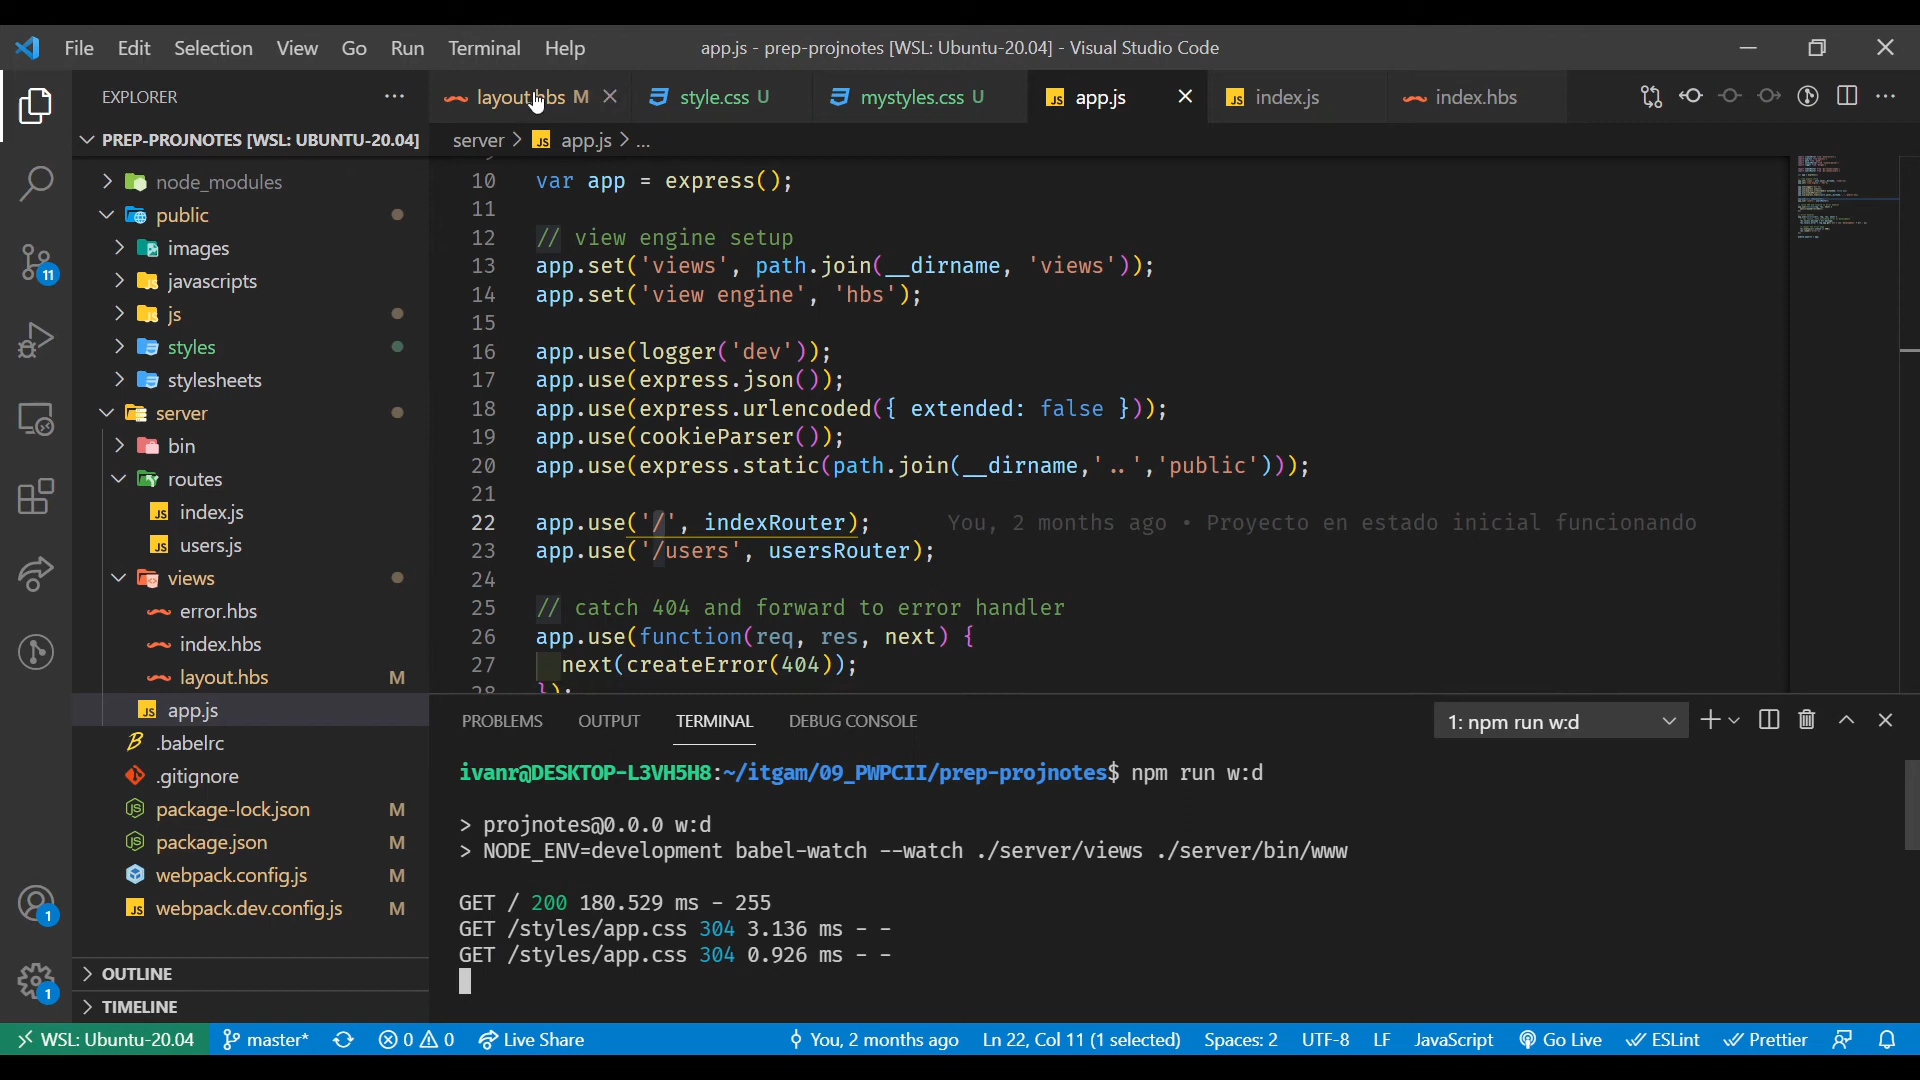 File Edit Selection View Go Run Terminal Help
app.js - prep-projnotes [WSL: Ubuntu-20.04] - Visual Studio Code
EXPLORER
layout.hbs M
style.css U
mystyles.css U
app.js
index.js
index.hbs
PREP-PROJNOTES [WSL: UBUNTU-20.04]
server > app.js > ...
node_modules
public
images
javascripts
js
styles
stylesheets
server
bin
routes
index.js
users.js
views
error.hbs
index.hbs
layout.hbs M
app.js
.babelrc
.gitignore
package-lock.json M
package.json M
webpack.config.js M
webpack.dev.config.js M
OUTLINE
TIMELINE
11
1
1
10 var app = express();
11
12 // view engine setup
13 app.set('views', path.join(__dirname, 'views'));
14 app.set('view engine', 'hbs');
15
16 app.use(logger('dev'));
17 app.use(express.json());
18 app.use(express.urlencoded({ extended: false }));
19 app.use(cookieParser());
20 app.use(express.static(path.join(__dirname,'..','public')));
21
22 app.use('/', indexRouter); You, 2 months ago • Proyecto en estado inicial funcionando
23 app.use('/users', usersRouter);
24
25 // catch 404 and forward to error handler
26 app.use(function(req, res, next) {
27 next(createError(404));
28 });
PROBLEMS OUTPUT TERMINAL DEBUG CONSOLE
1: npm run w:d
ivanr@DESKTOP-L3VH5H8:~/itgam/09_PWPCII/prep-projnotes$ npm run w:d
> projnotes@0.0.0 w:d
> NODE_ENV=development babel-watch --watch ./server/views ./server/bin/www
GET / 200 180.529 ms - 255
GET /styles/app.css 304 3.136 ms - -
GET /styles/app.css 304 0.926 ms - -
WSL: Ubuntu-20.04 master* 0 0 Live Share You, 2 months ago Ln 22, Col 11 (1 selected) Spaces: 2 UTF-8 LF JavaScript Go Live ESLint Prettier